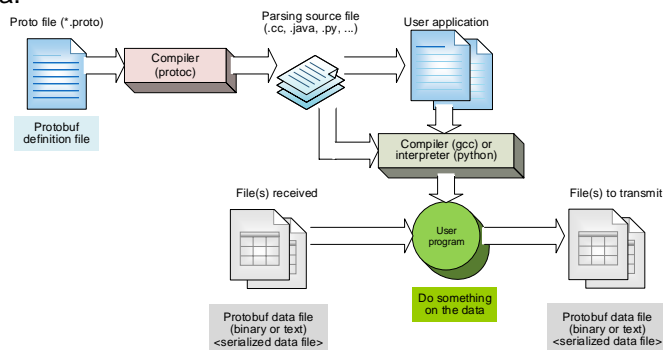 a.
Proto file (*.proto)
Parsing source file
(.cc, .java, .py, ...)
User application
Compiler
(protoc)
Protobuf
definition file
Compiler (gcc) or
interpreter (python)
File(s) received
File(s) to transmit
User
program
Do something
on the data
Protobuf data file
(binary or text)
<serialized data file>
Protobuf data file
(binary or text)
<serialized data file>